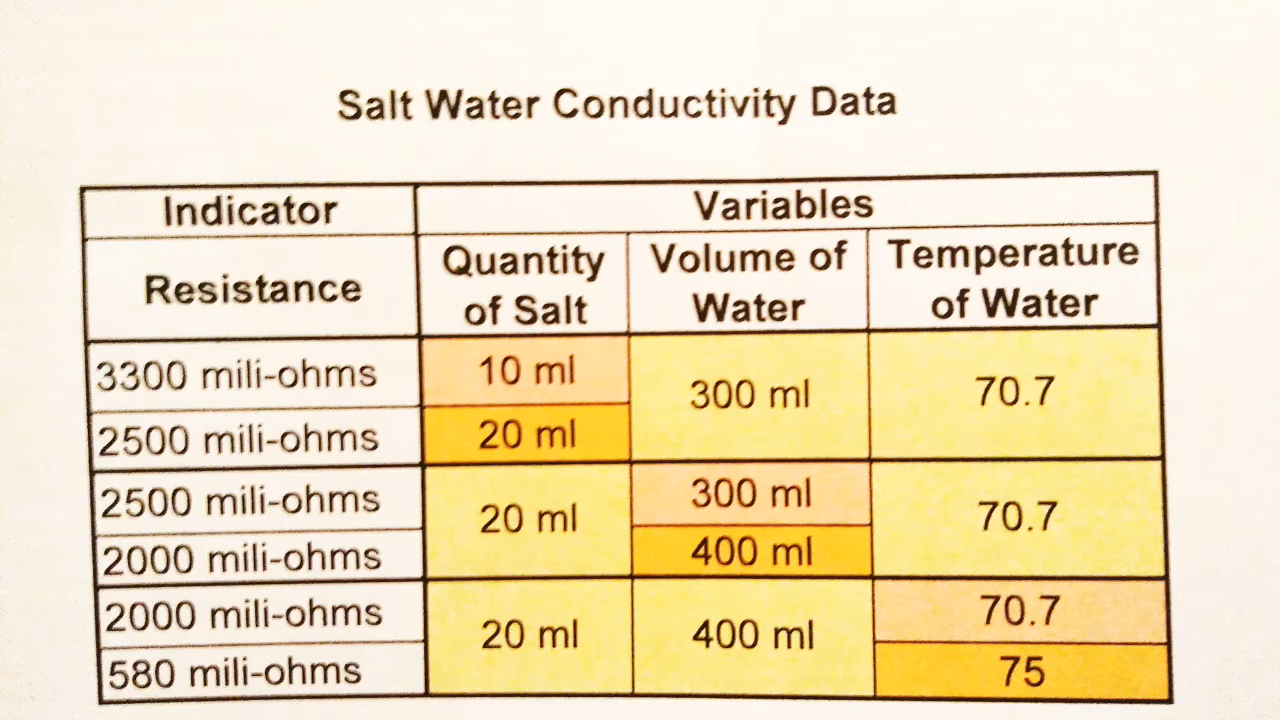 Salt Water Conductivity Data
Indicator Variables
Resistance Quantity of Salt Volume of Water Temperature of Water
3300 mili-ohms 10 ml 300 ml 70.7
2500 mili-ohms 20 ml
2500 mili-ohms 20 ml 300 ml 70.7
2000 mili-ohms 400 ml
2000 mili-ohms 20 ml 400 ml 70.7
580 mili-ohms 75